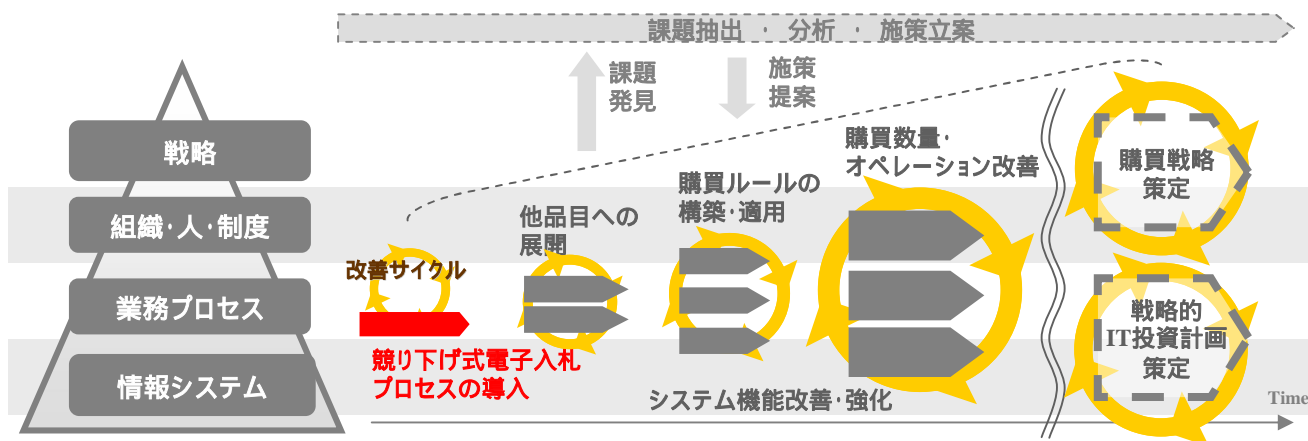 課題抽出 ・ 分析 ・ 施策立案
課題
発見
施策
提案
戦略
組織・人・制度
業務プロセス
情報システム
改善サイクル
競り下げ式電子入札
プロセスの導入
他品目への
展開
購買ルールの
構築・適用
購買数量・
オペレーション改善
システム機能改善・強化
購買戦略
策定
戦略的
IT投資計画
策定
Time